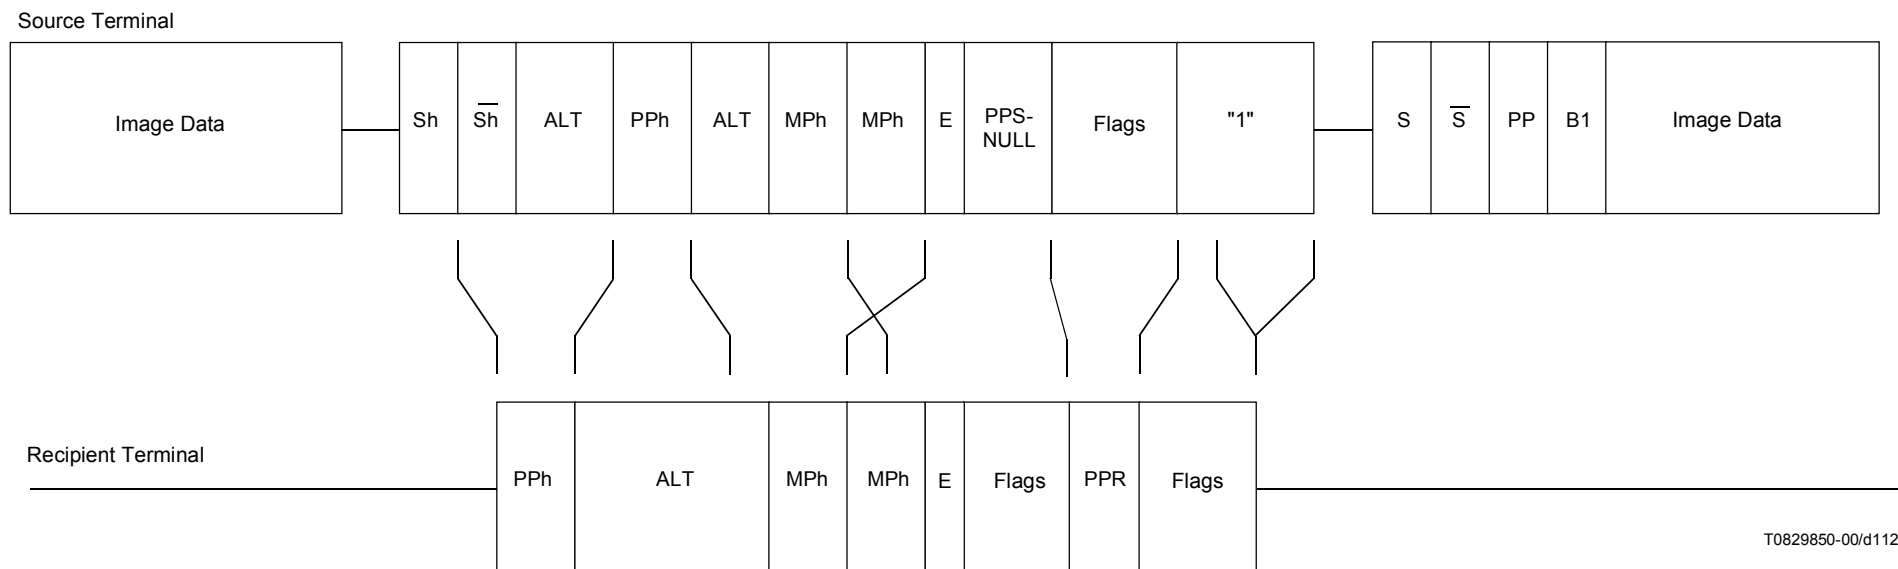 Source Terminal
Image Data
Sh
S̅h̅
ALT
PPh
ALT
MPh
MPh
E
PPS-
NULL
Flags
"1"
S
S̅
PP
B1
Image Data
Recipient Terminal
PPh
ALT
MPh
MPh
E
Flags
PPR
Flags
T0829850-00/d112